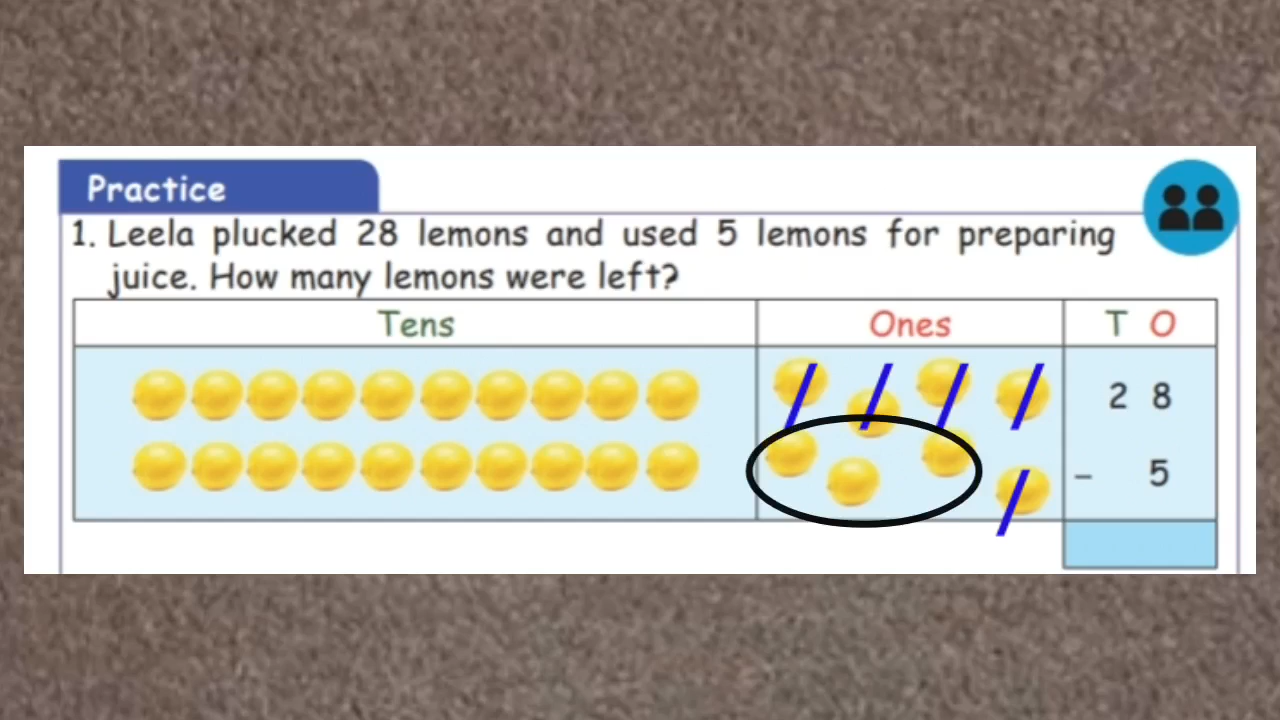 Practice
1. Leela plucked 28 lemons and used 5 lemons for preparing
juice. How many lemons were left?
Tens Ones T O
2 8
– 5